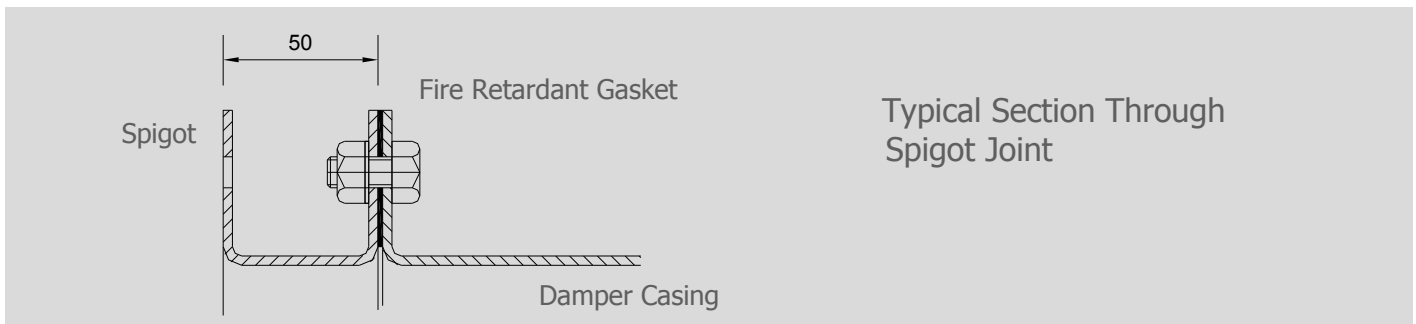 50
Fire Retardant Gasket
Spigot
Typical Section Through
Spigot Joint
Damper Casing